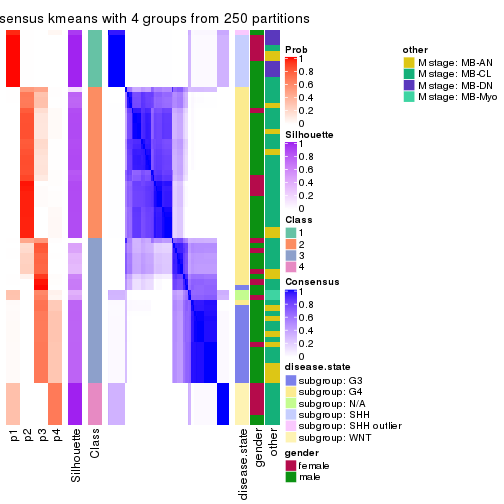 sensus kmeans with 4 groups from 250 partitions
Prob
1
0.8
0.6
0.4
0.2
0
Silhouette
1
0.8
0.6
0.4
0.2
0
Class
1
2
3
4
Consensus
1
0.8
0.6
0.4
0.2
0
disease.state
subgroup: G3
subgroup: G4
subgroup: N/A
subgroup: SHH
subgroup: SHH outlier
subgroup: WNT
gender
female
male
other
M stage: MB-AN
M stage: MB-CL
M stage: MB-DN
M stage: MB-Myo
p1
p2
p3
p4
Silhouette
Class
disease.state
gender
other